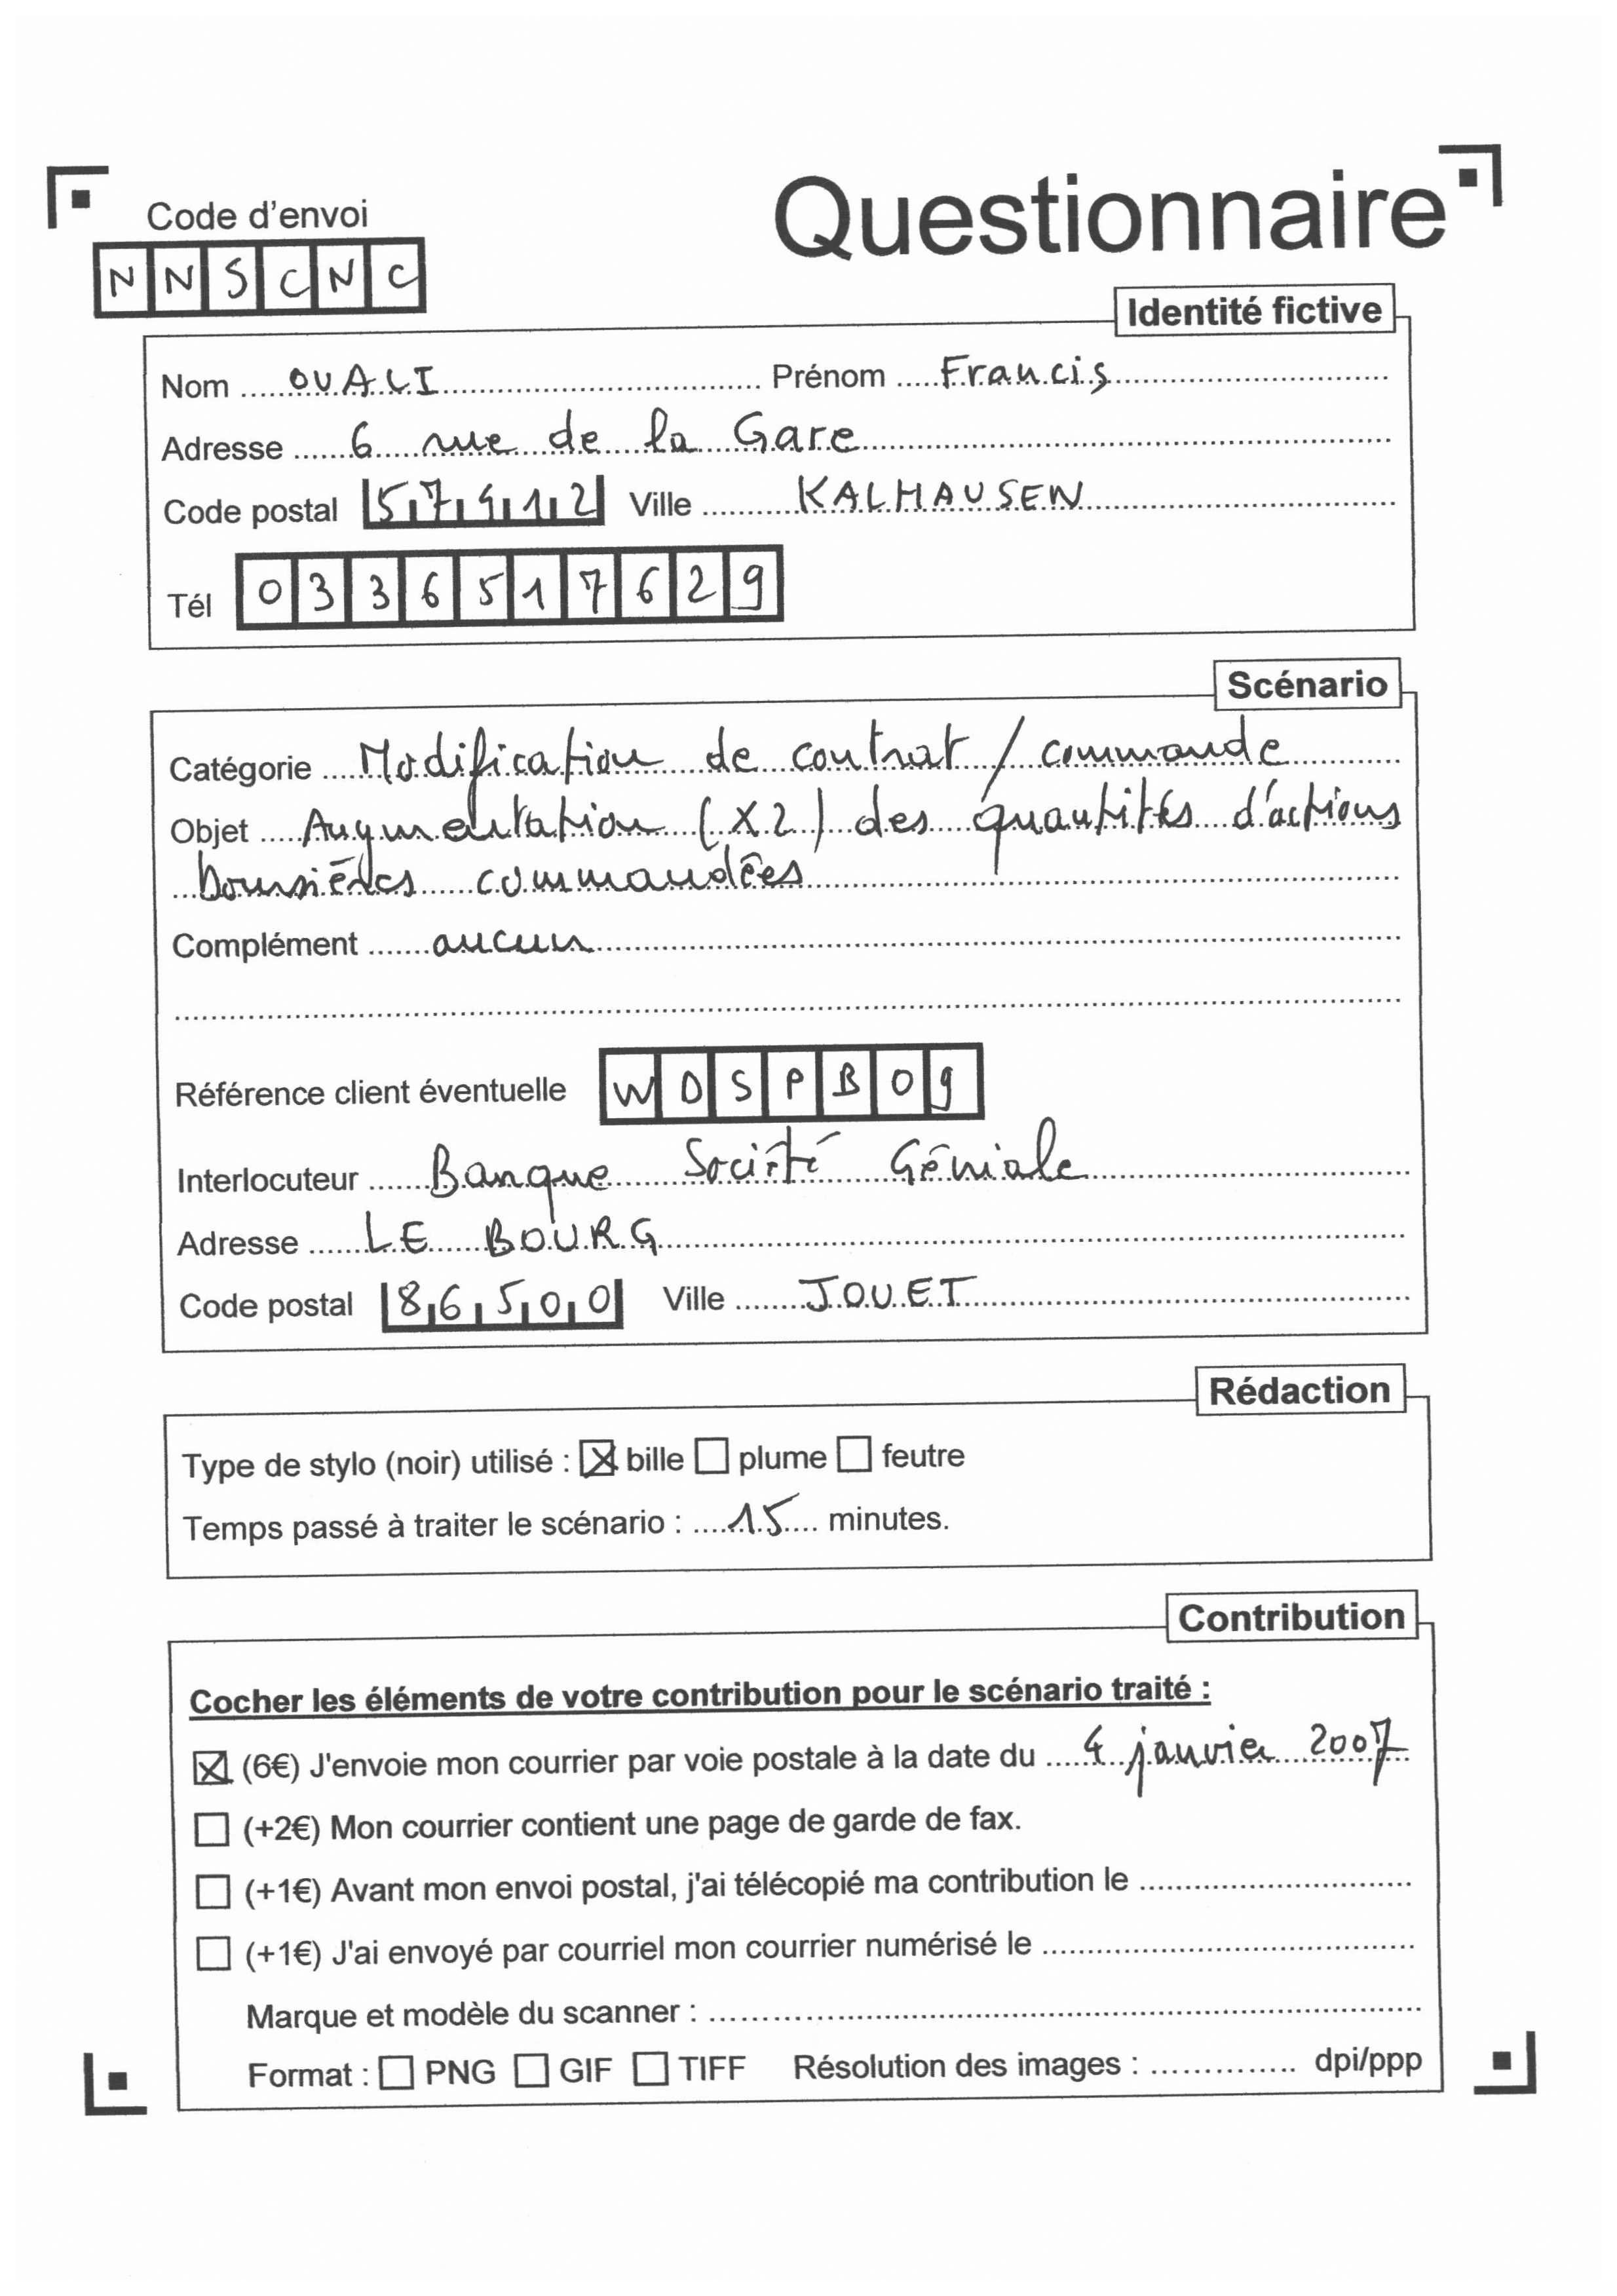 Questionnaire
Code d'envoi
NNSCNC
Identité fictive
Nom OUALI Prénom Francis
Adresse 6 rue de la Gare
Code postal 57412 Ville KALHAUSEN
Tél 0336517629
Scénario
Catégorie Modification de contrat / commande
Objet Augmentation (X2) des quantités d'actions
boursières commandées
Complément aucun
Référence client éventuelle WDSPB09
Interlocuteur Banque Société Géniale
Adresse LE BOURG
Code postal 86500 Ville JOUET
Rédaction
Type de stylo (noir) utilisé : ☒ bille ☐ plume ☐ feutre
Temps passé à traiter le scénario : 15 minutes.
Contribution
Cocher les éléments de votre contribution pour le scénario traité :
☒ (6€) J'envoie mon courrier par voie postale à la date du 4 janvier 2007
☐ (+2€) Mon courrier contient une page de garde de fax.
☐ (+1€) Avant mon envoi postal, j'ai télécopié ma contribution le
☐ (+1€) J'ai envoyé par courriel mon courrier numérisé le
Marque et modèle du scanner :
Format : ☐ PNG ☐ GIF ☐ TIFF Résolution des images : dpi/ppp